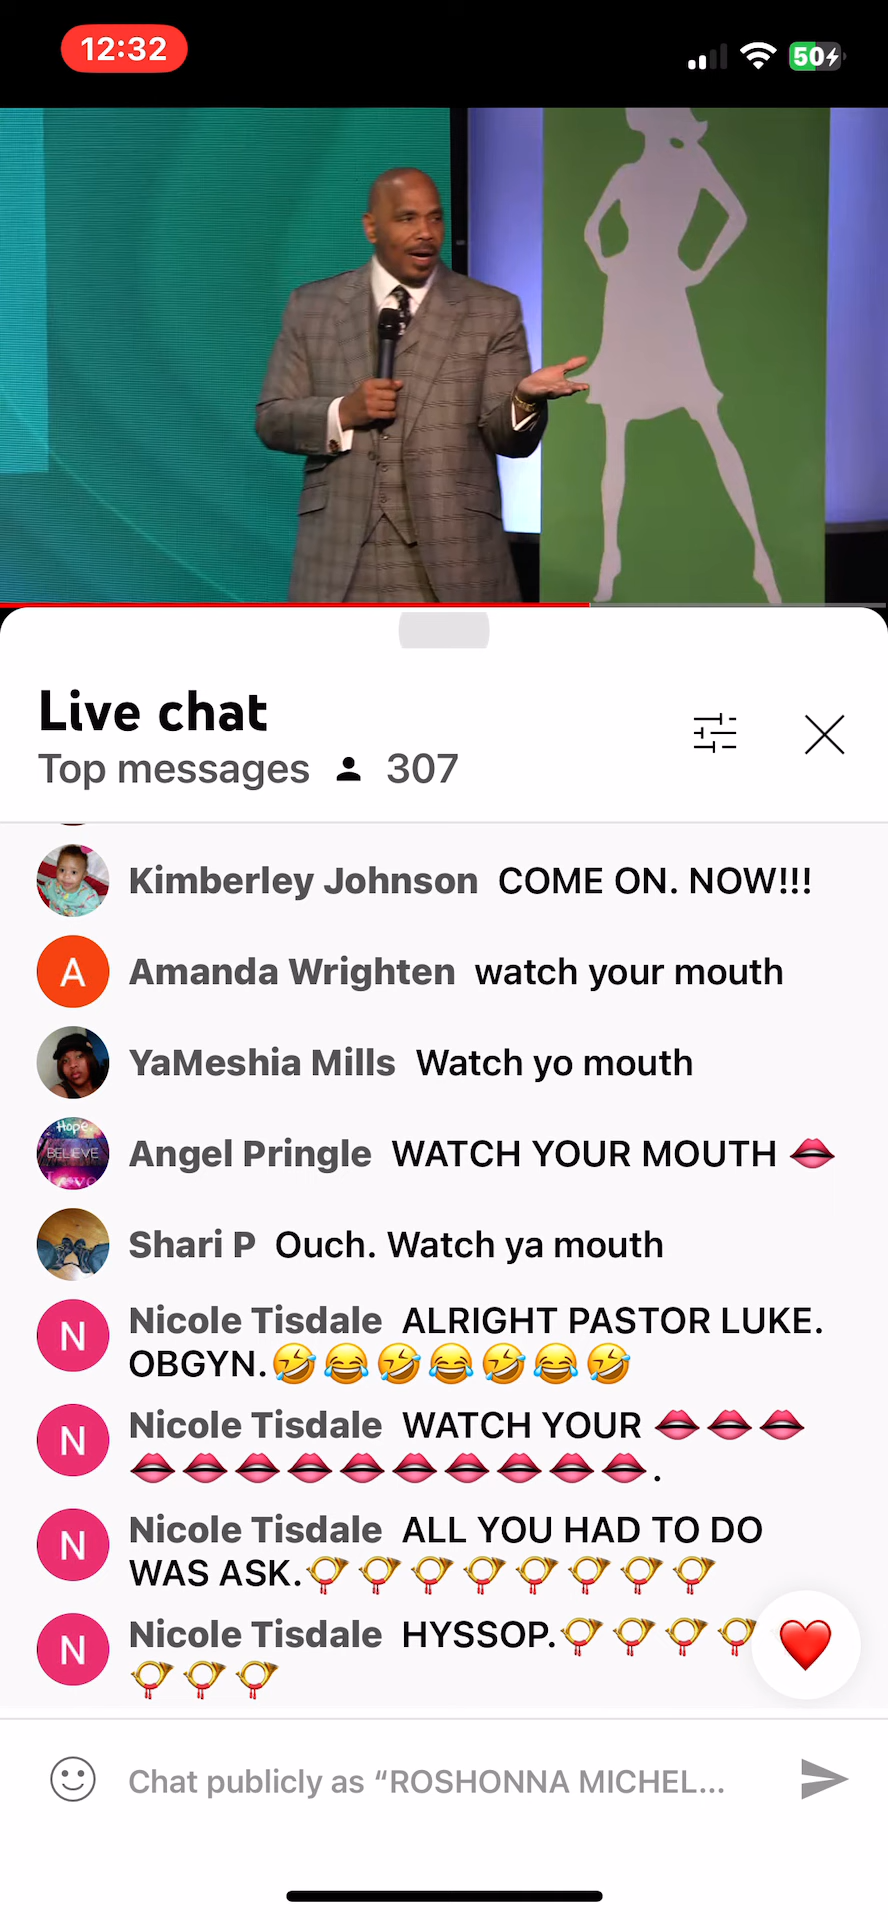 12:32
50
Live chat
Top messages 307
Kimberley Johnson COME ON. NOW!!!
A Amanda Wrighten watch your mouth
YaMeshia Mills Watch yo mouth
Hope.
BELIEVE
Love
Angel Pringle WATCH YOUR MOUTH 👄
Shari P Ouch. Watch ya mouth
N Nicole Tisdale ALRIGHT PASTOR LUKE.
OBGYN.🤣😂🤣😂🤣😂🤣
N Nicole Tisdale WATCH YOUR 👄👄👄
👄👄👄👄👄👄👄👄👄👄.
N Nicole Tisdale ALL YOU HAD TO DO
WAS ASK.📯📯📯📯📯📯📯📯
N Nicole Tisdale HYSSOP.📯📯📯📯
📯📯📯
Chat publicly as “ROSHONNA MICHEL...